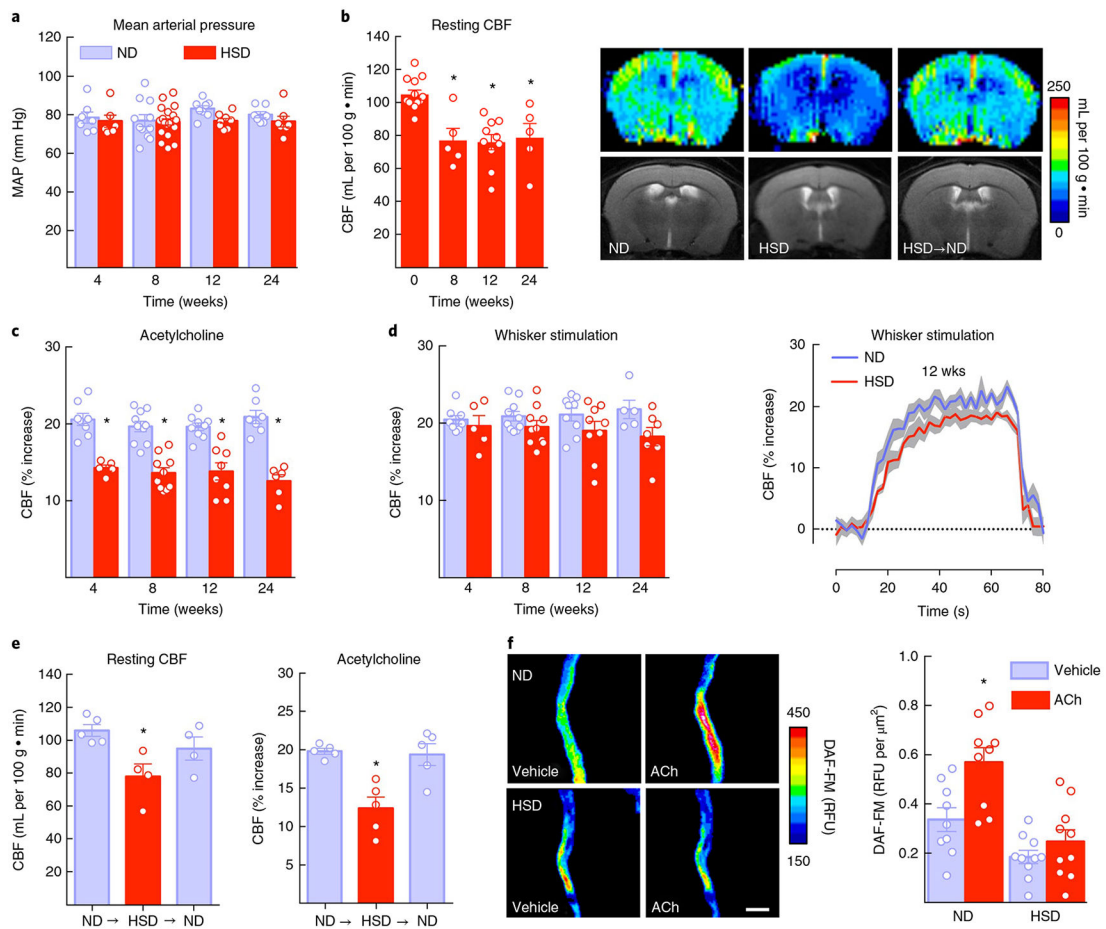 a
Mean arterial pressure
ND
HSD
120
100
80
60
40
20
0
MAP (mm Hg)
4 8 12 24
Time (weeks)
b
Resting CBF
140
120
100
80
60
40
20
CBF (mL per 100 g • min)
* * *
0 8 12 24
Time (weeks)
ND
HSD
HSD→ND
250
mL per 100 g • min
0
c
Acetylcholine
30
20
10
CBF (% increase)
* * * *
4 8 12 24
Time (weeks)
d
Whisker stimulation
30
20
10
CBF (% increase)
4 8 12 24
Time (weeks)
Whisker stimulation
ND
HSD
12 wks
30
20
10
0
CBF (% increase)
0 20 40 60 80
Time (s)
e
Resting CBF
140
120
100
80
60
40
20
CBF (mL per 100 g • min)
*
ND → HSD → ND
Acetylcholine
30
25
20
15
10
5
CBF (% increase)
*
ND → HSD → ND
f
ND
Vehicle
ACh
HSD
Vehicle
ACh
450
DAF-FM (RFU)
150
1.0
0.8
0.6
0.4
0.2
DAF-FM (RFU per μm²)
Vehicle
ACh
*
ND HSD